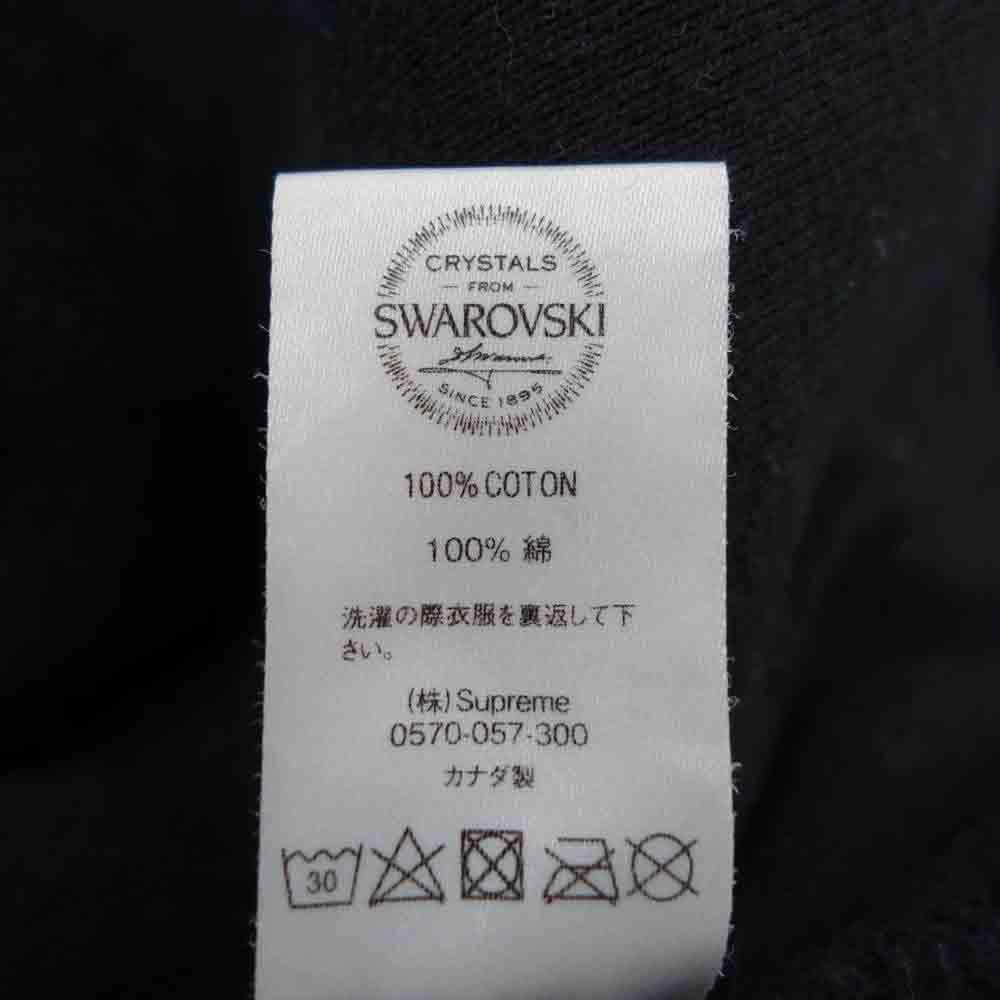 CRYSTALS
FROM
SWAROVSKI
SINCE 1895
100% COTON
100% 綿
洗濯の際衣服を裏返して下
さい。
(株) Supreme
0570-057-300
カナダ製
30